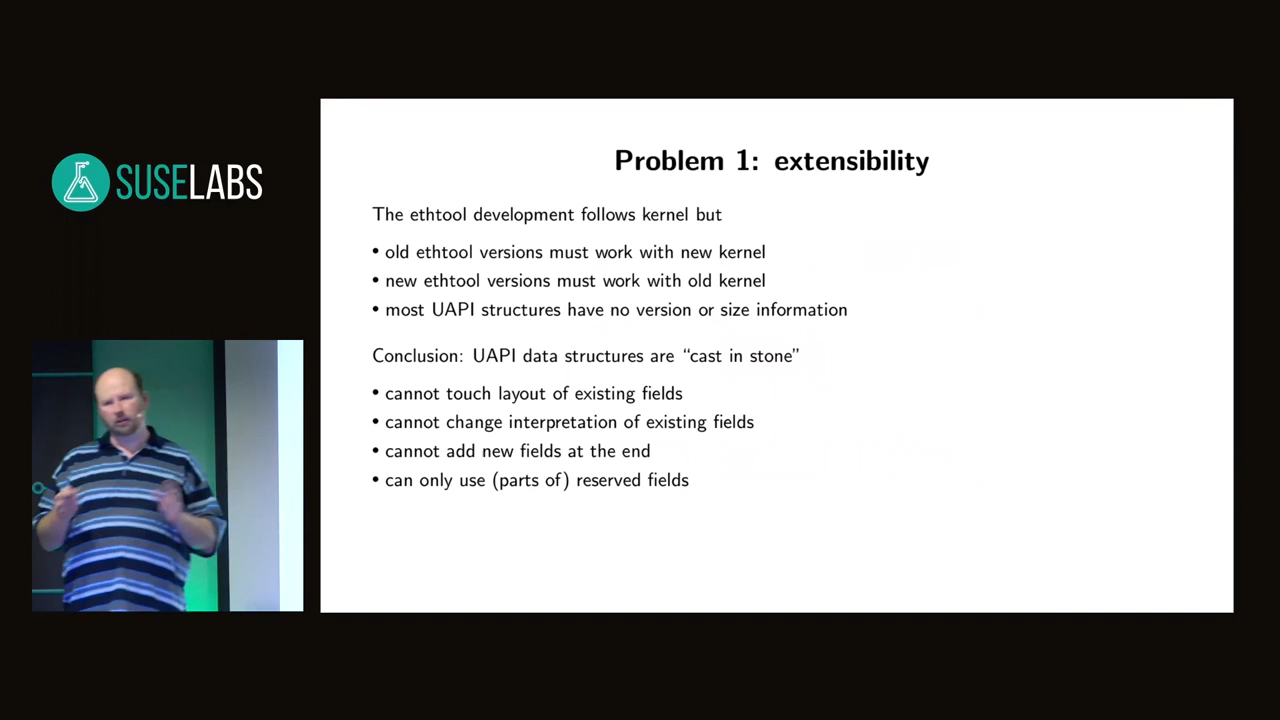 SUSELABS
Problem 1: extensibility
The ethtool development follows kernel but
• old ethtool versions must work with new kernel
• new ethtool versions must work with old kernel
• most UAPI structures have no version or size information
Conclusion: UAPI data structures are “cast in stone”
• cannot touch layout of existing fields
• cannot change interpretation of existing fields
• cannot add new fields at the end
• can only use (parts of) reserved fields